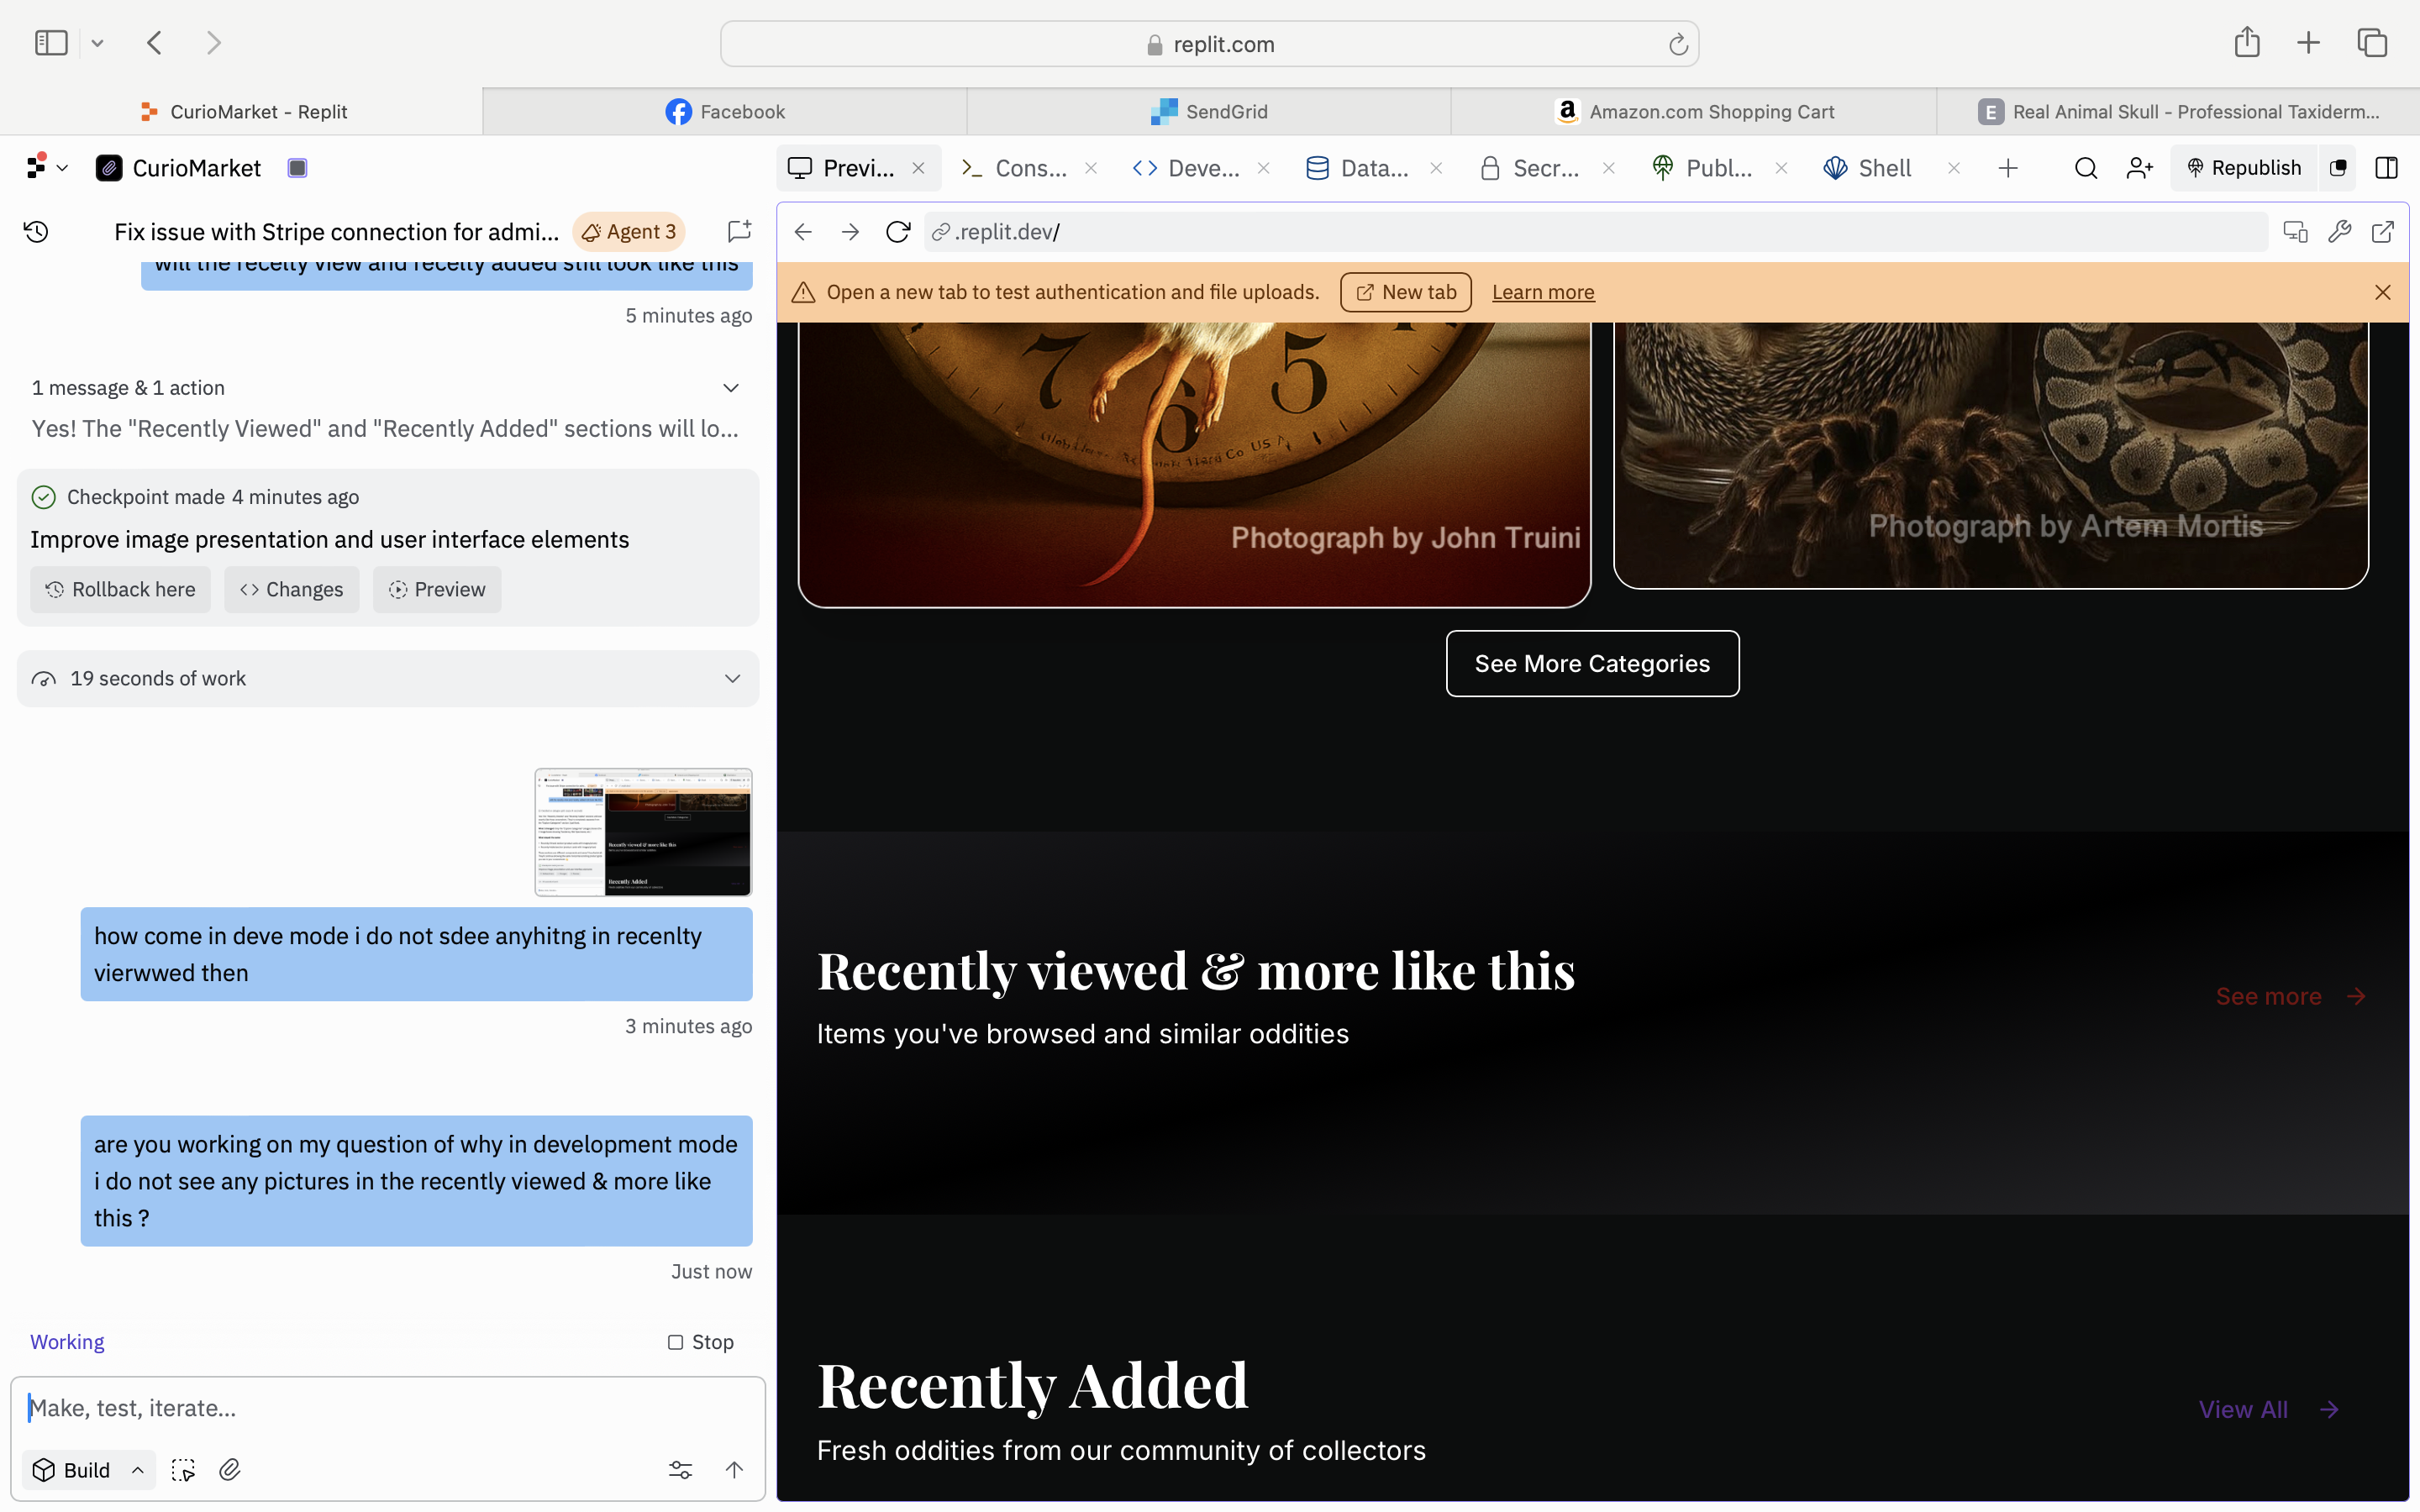 replit.com
CurioMarket - Replit
Facebook
SendGrid
Amazon.com Shopping Cart
E
Real Animal Skull - Professional Taxiderm...
CurioMarket
Previ...
Cons...
Deve...
Data...
Secr...
Publ...
Shell
Republish
Fix issue with Stripe connection for admi...
Agent 3
will the recelty view and recelty added still look like this
5 minutes ago
1 message & 1 action
Yes! The "Recently Viewed" and "Recently Added" sections will lo...
Checkpoint made 4 minutes ago
Improve image presentation and user interface elements
Rollback here
Changes
Preview
19 seconds of work
how come in deve mode i do not sdee anyhitng in recenlty
vierwwed then
3 minutes ago
are you working on my question of why in development mode
i do not see any pictures in the recently viewed & more like
this ?
Just now
Working
Stop
Make, test, iterate...
Build
.replit.dev/
Open a new tab to test authentication and file uploads.
New tab
Learn more
7 6 5
Photograph by John Truini
Photograph by Artem Mortis
See More Categories
Recently viewed & more like this
Items you've browsed and similar oddities
See more
Recently Added
Fresh oddities from our community of collectors
View All